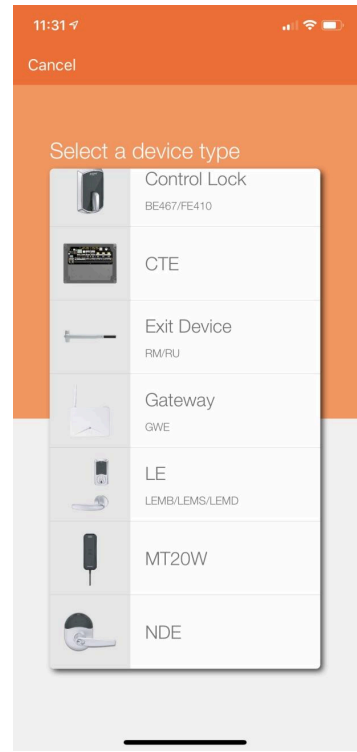 11:31
Cancel
Select a device type
Control Lock
BE467/FE410
CTE
Exit Device
RM/RU
Gateway
GWE
LE
LEMB/LEMS/LEMD
MT20W
NDE